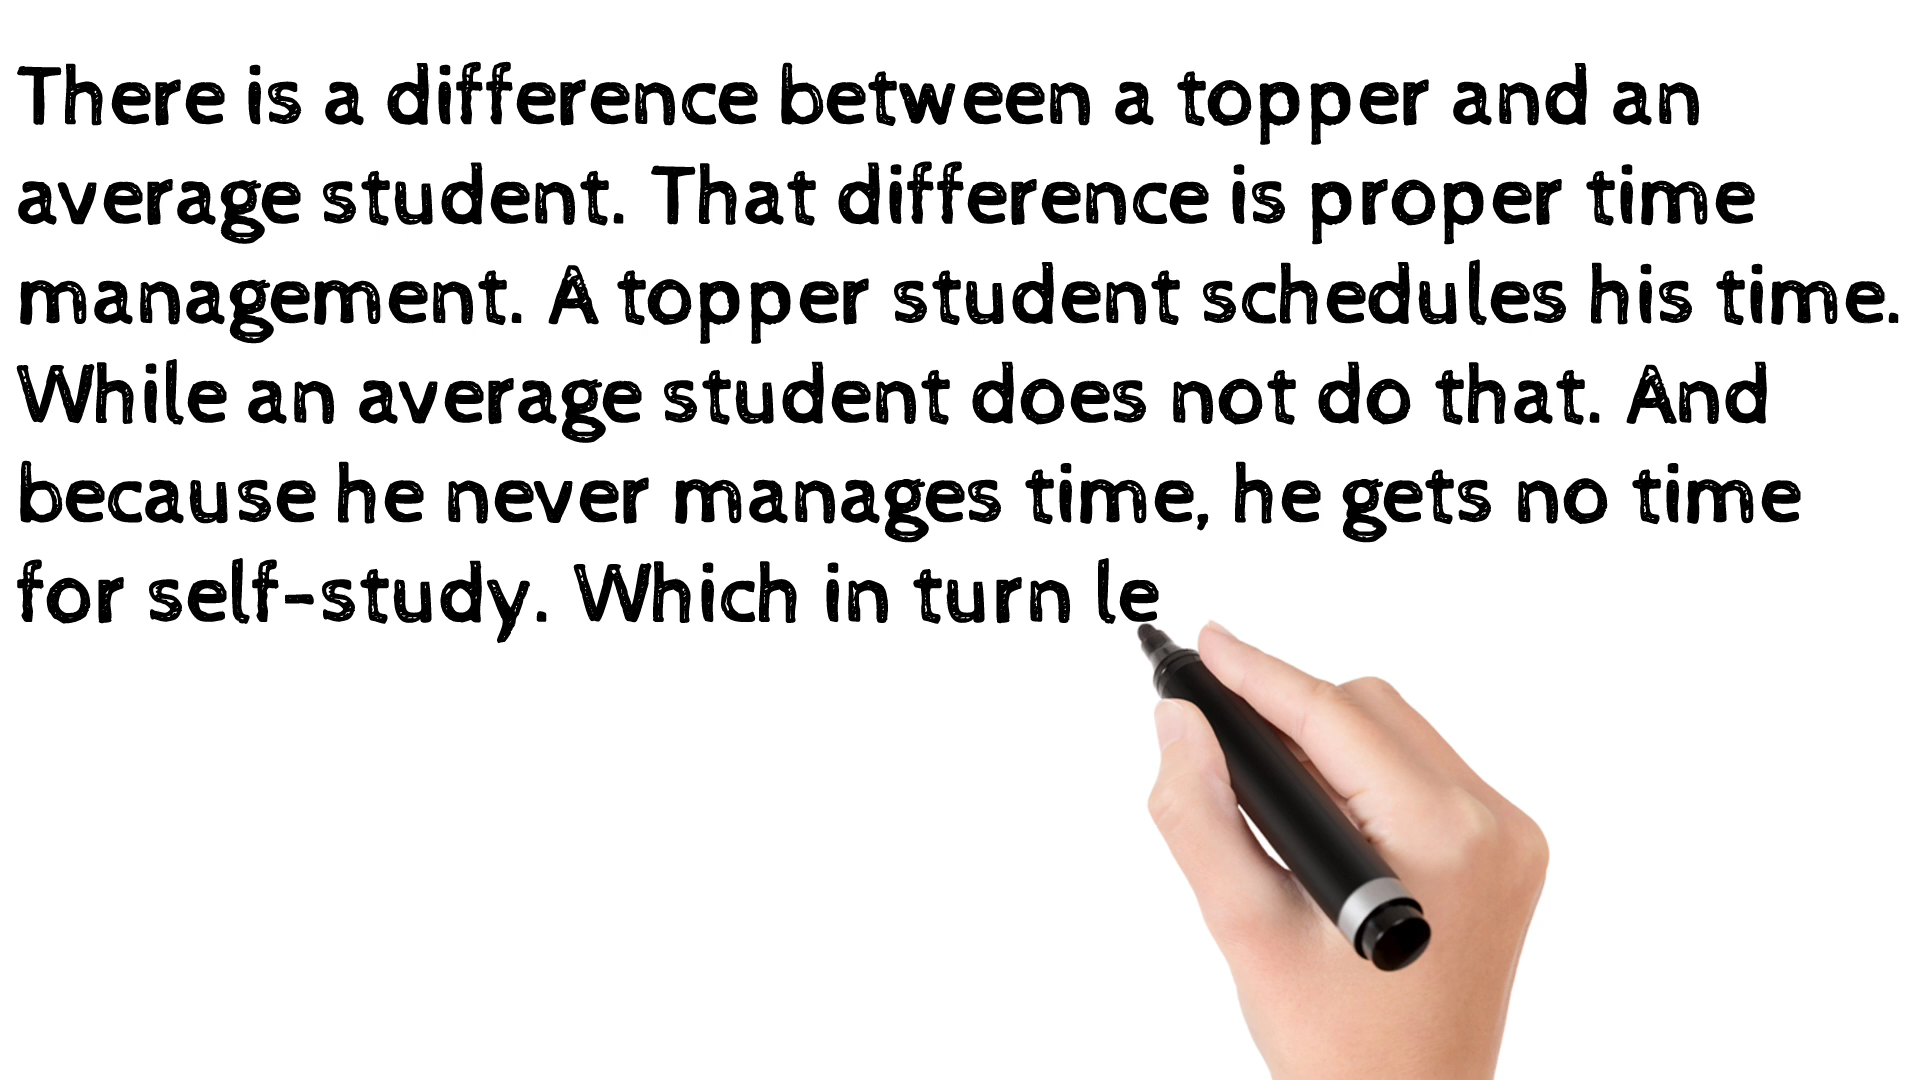 There is a difference between a topper and an
average student. That difference is proper time
management. A topper student schedules his time.
While an average student does not do that. And
because he never manages time, he gets no time
for self-study. Which in turn le